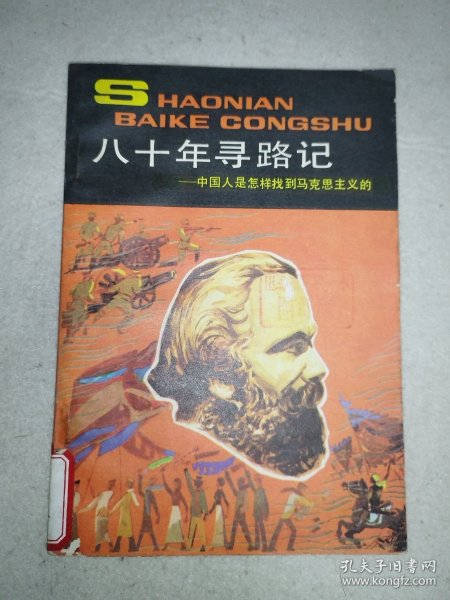 SHAONIAN
BAIKE CONGSHU
八十年寻路记
——中国人是怎样找到马克思主义的
孔夫子旧书网
www.kongfz.com